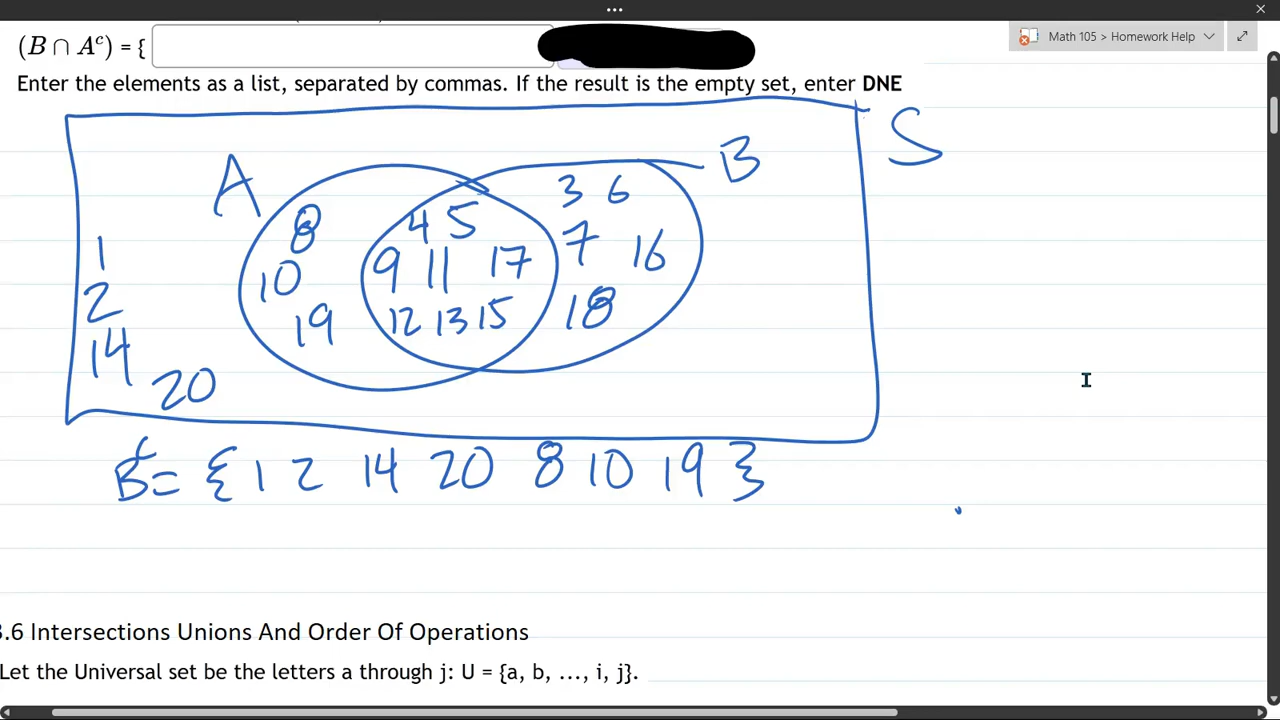 (B ∩ Aᶜ) = {
Math 105 > Homework Help
Enter the elements as a list, separated by commas. If the result is the empty set, enter DNE
S
A
B
3 6
8
4 5
7
16
1
9 11 17
10
2
12 13 15
18
19
14
20
Bᶜ= { 1 2 14 20 8 10 19 }
3.6 Intersections Unions And Order Of Operations
Let the Universal set be the letters a through j: U = {a, b, ..., i, j}.